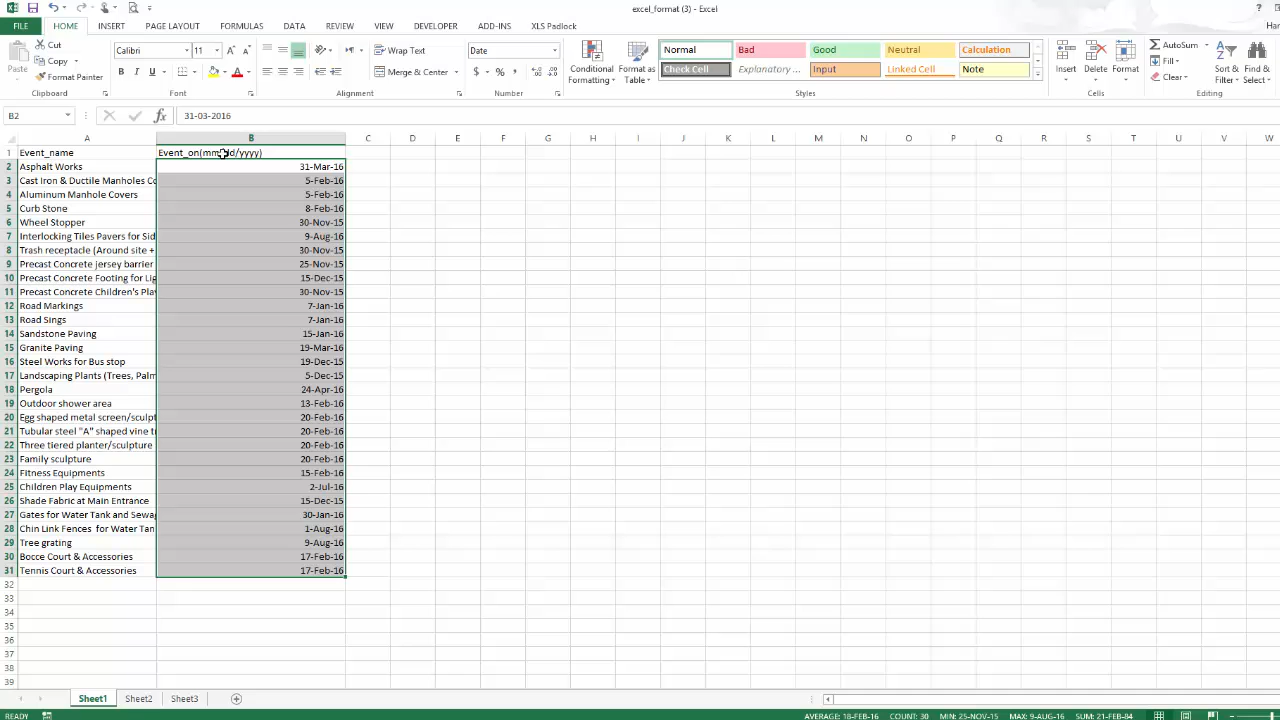 excel_format (3) - Excel
FILE HOME INSERT PAGE LAYOUT FORMULAS DATA REVIEW VIEW DEVELOPER ADD-INS XLS Padlock
Paste Cut Copy Format Painter Clipboard
Calibri 11 B I U Font
Wrap Merge & Center Alignment
Date $ % Number
Conditional Formatting Format as Table
Normal Bad Good Neutral Calculation
Check Cell Explanatory ... Input Linked Cell Note
Styles
Insert Delete Format Cells
AutoSum Fill Clear Sort & Filter Find & Select Editing
B2 fx 31-03-2016
A B C D E F G H I J K L M N O P Q R S T U V W
1 Event_name Event_on(mm/dd/yyyy)
2 Asphalt Works 31-Mar-16
3 Cast Iron & Ductile Manholes Co 5-Feb-16
4 Aluminum Manhole Covers 5-Feb-16
5 Curb Stone 8-Feb-16
6 Wheel Stopper 30-Nov-15
7 Interlocking Tiles Pavers for Sid 9-Aug-16
8 Trash receptacle (Around site + 30-Nov-15
9 Precast Concrete jersey barrier 25-Nov-15
10 Precast Concrete Footing for Lig 15-Dec-15
11 Precast Concrete Children's Play 30-Nov-15
12 Road Markings 7-Jan-16
13 Road Sings 7-Jan-16
14 Sandstone Paving 15-Jan-16
15 Granite Paving 19-Mar-16
16 Steel Works for Bus stop 19-Dec-15
17 Landscaping Plants (Trees, Palm 5-Dec-15
18 Pergola 24-Apr-16
19 Outdoor shower area 13-Feb-16
20 Egg shaped metal screen/sculpt 20-Feb-16
21 Tubular steel "A" shaped vine tr 20-Feb-16
22 Three tiered planter/sculpture 20-Feb-16
23 Family sculpture 20-Feb-16
24 Fitness Equipments 15-Feb-16
25 Children Play Equipments 2-Jul-16
26 Shade Fabric at Main Entrance 15-Dec-15
27 Gates for Water Tank and Sewag 30-Jan-16
28 Chin Link Fences for Water Tan 1-Aug-16
29 Tree grating 9-Aug-16
30 Bocce Court & Accessories 17-Feb-16
31 Tennis Court & Accessories 17-Feb-16
32
33
34
35
36
37
38
39
Sheet1 Sheet2 Sheet3
READY AVERAGE: 18-FEB-16 COUNT: 30 MIN: 25-NOV-15 MAX: 9-AUG-16 SUM: 21-FEB-84